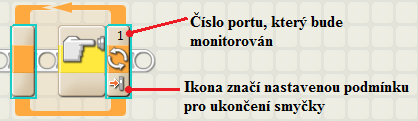 Číslo portu, který bude
monitorován
1
Ikona značí nastavenou podmínku
pro ukončení smyčky